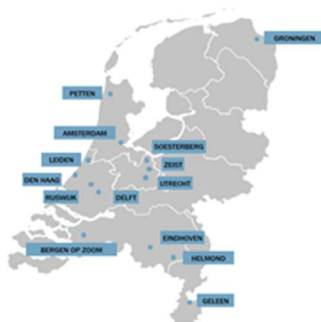 GRONINGEN
PETTEN
AMSTERDAM
SOESTERBERG
LEIDEN
ZEIST
DEN HAAG
UTRECHT
RIJSWIJK
DELFT
EINDHOVEN
BERGEN OP ZOOM
HELMOND
GELEEN